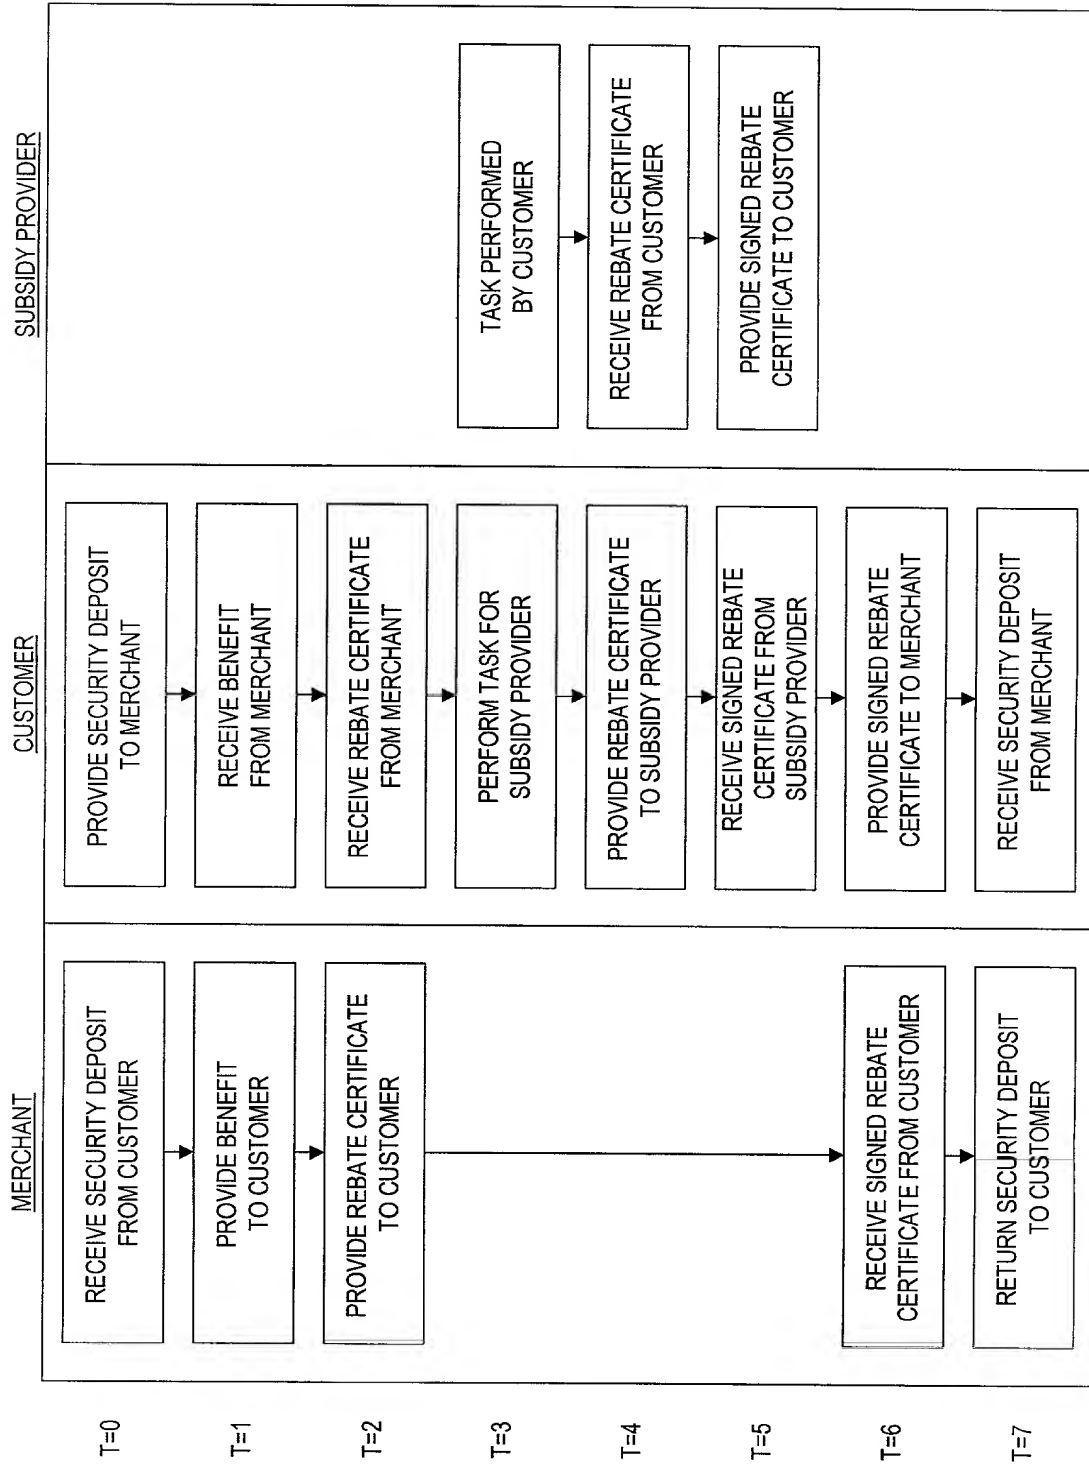 MERCHANT
CUSTOMER
SUBSIDY PROVIDER
T=0
RECEIVE SECURITY DEPOSIT
FROM CUSTOMER
PROVIDE SECURITY DEPOSIT
TO MERCHANT
T=1
PROVIDE BENEFIT
TO CUSTOMER
RECEIVE BENEFIT
FROM MERCHANT
T=2
PROVIDE REBATE CERTIFICATE
TO CUSTOMER
RECEIVE REBATE CERTIFICATE
FROM MERCHANT
T=3
PERFORM TASK FOR
SUBSIDY PROVIDER
TASK PERFORMED
BY CUSTOMER
T=4
PROVIDE REBATE CERTIFICATE
TO SUBSIDY PROVIDER
RECEIVE REBATE CERTIFICATE
FROM CUSTOMER
T=5
RECEIVE SIGNED REBATE
CERTIFICATE FROM
SUBSIDY PROVIDER
PROVIDE SIGNED REBATE
CERTIFICATE TO CUSTOMER
T=6
RECEIVE SIGNED REBATE
CERTIFICATE FROM CUSTOMER
PROVIDE SIGNED REBATE
CERTIFICATE TO MERCHANT
T=7
RETURN SECURITY DEPOSIT
TO CUSTOMER
RECEIVE SECURITY DEPOSIT
FROM MERCHANT